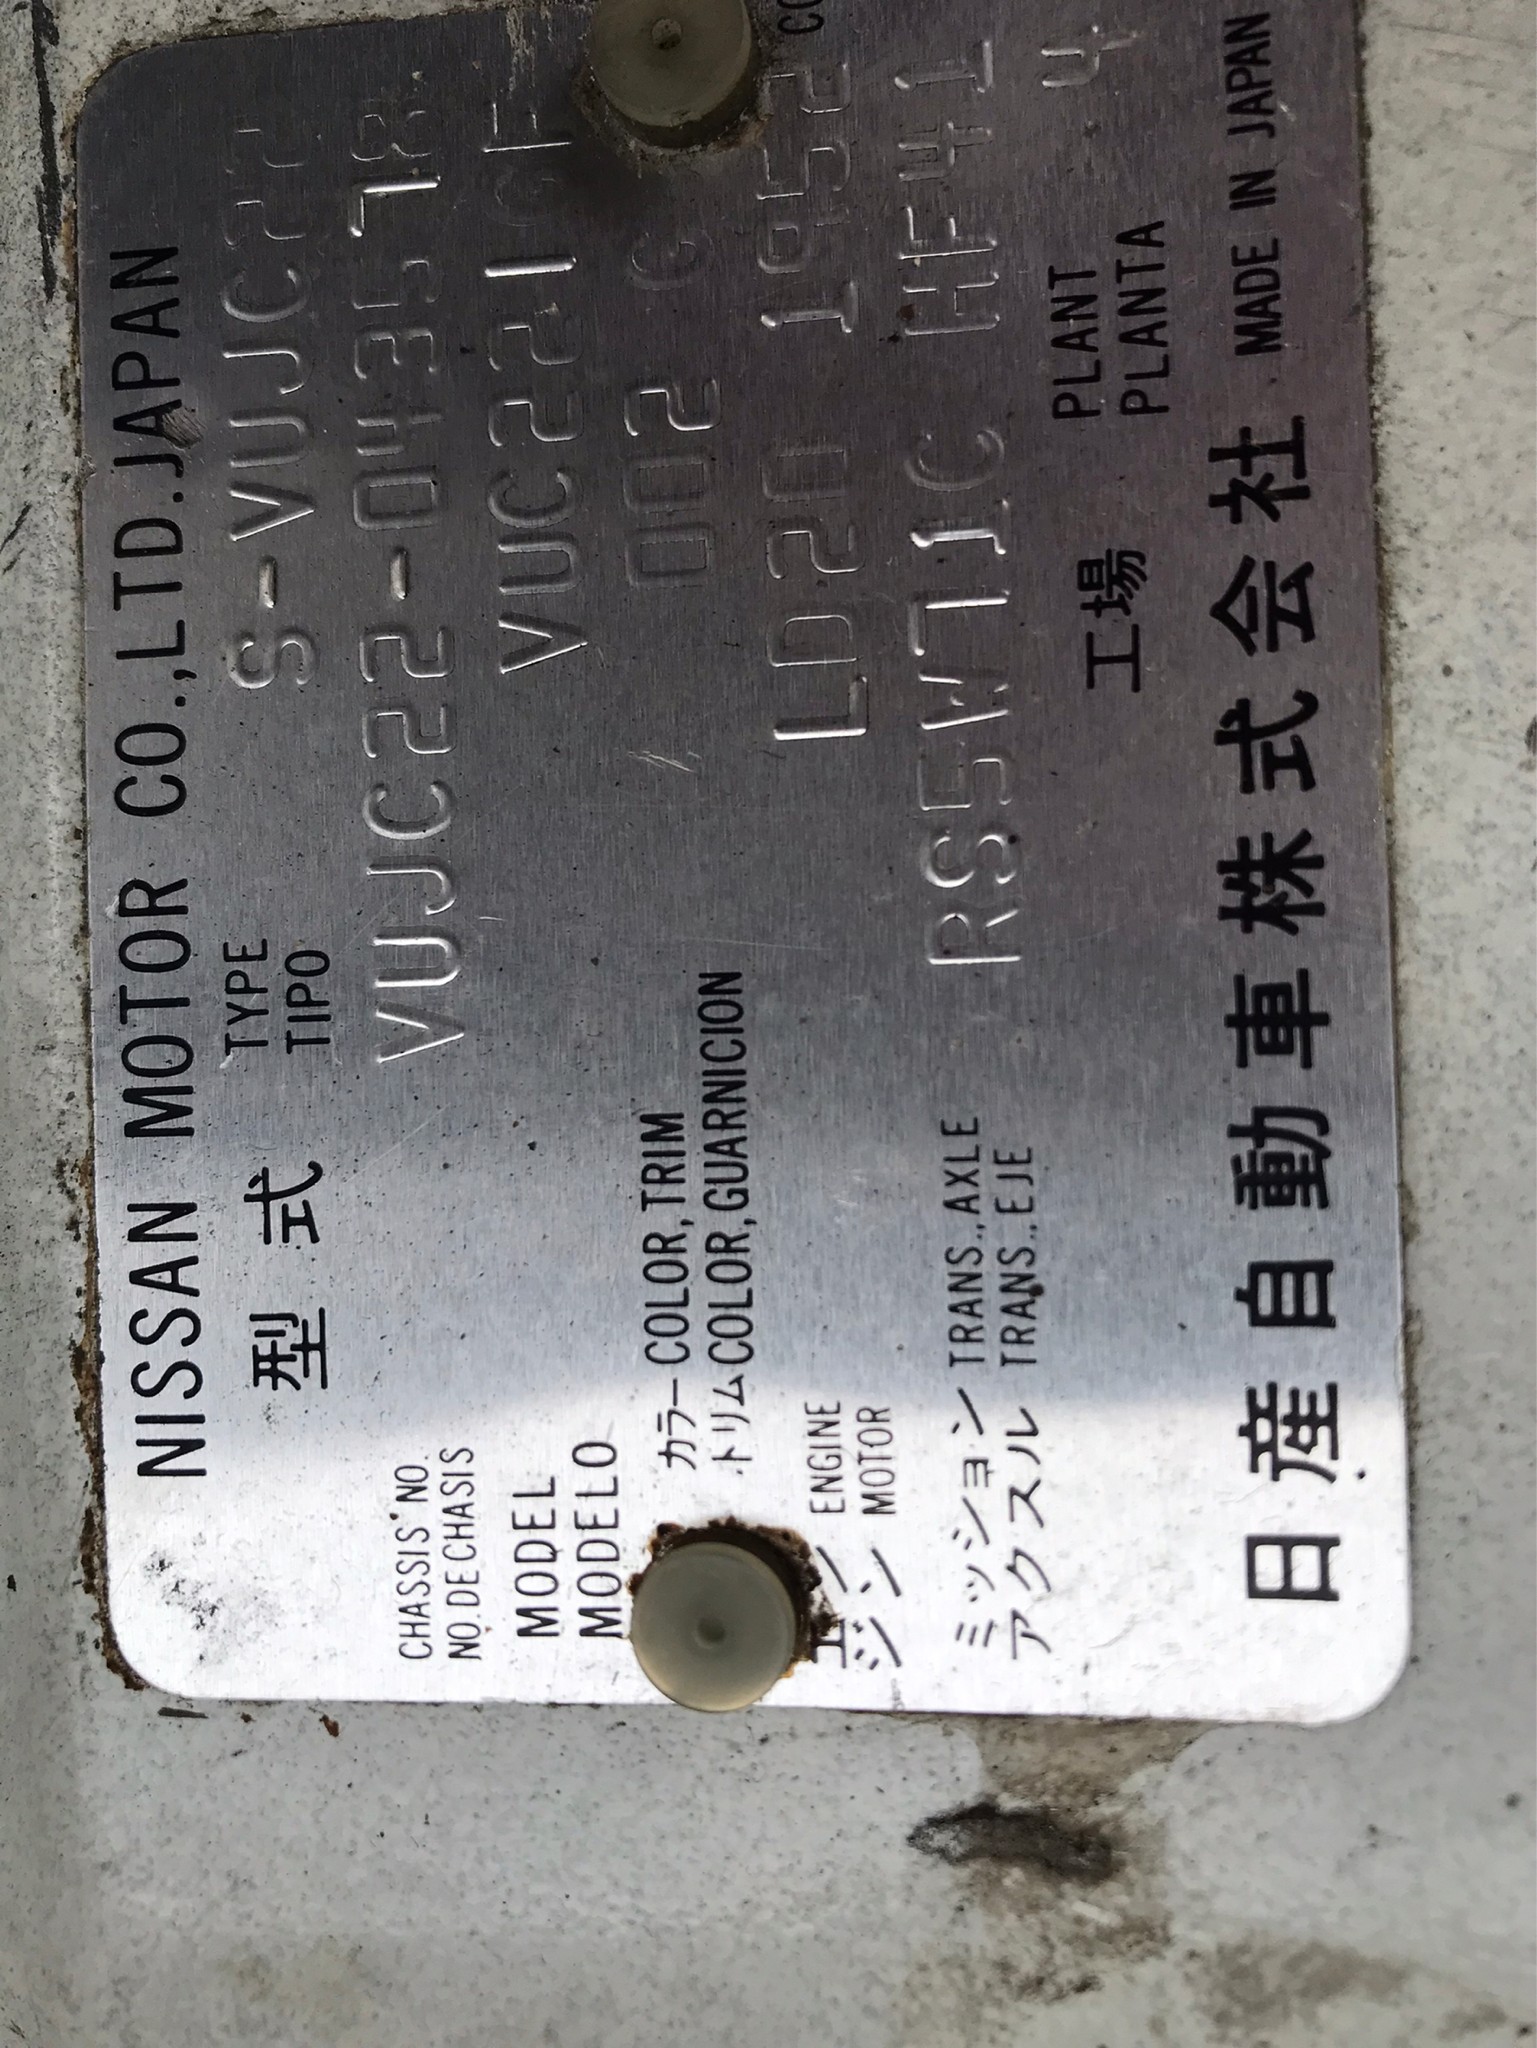 NISSAN MOTOR CO.,LTD.JAPAN
型式 TYPE TIPO S-VUJC22
CHASSIS NO. NO.DE CHASIS VUJC22-043578
MODEL MODELO
カラー COLOR,TRIM 002 G
トリム COLOR,GUARNICION
エンジン ENGINE MOTOR LD20 1952
ミッション TRANS.,AXLE RS5W71C HF41
アクスル TRANS.,EJE
工場 PLANT PLANTA 4
日産自動車株式会社 MADE IN JAPAN